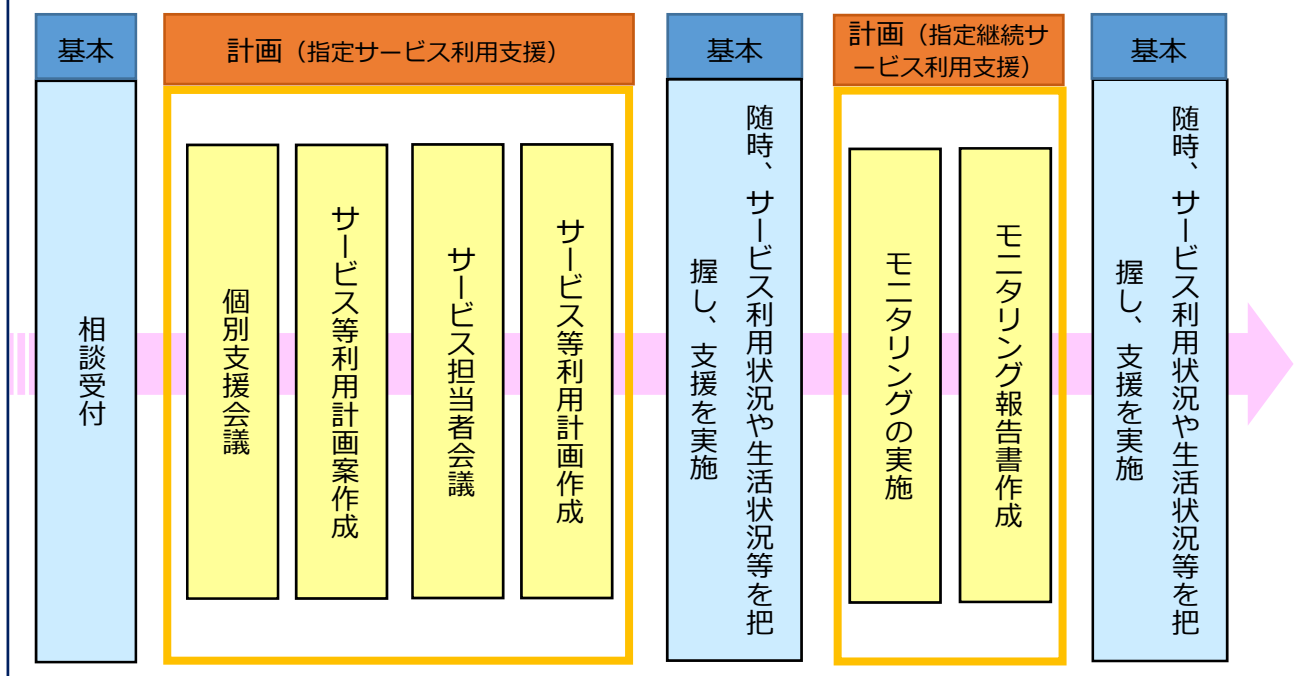 基本
相談受付
計画（指定サービス利用支援）
個別支援会議
サービス等利用計画案作成
サービス担当者会議
サービス等利用計画作成
基本
随時、サービス利用状況や生活状況等を把
握し、支援を実施
計画（指定継続サ
ービス利用支援）
モニタリングの実施
モニタリング報告書作成
基本
随時、サービス利用状況や生活状況等を把
握し、支援を実施